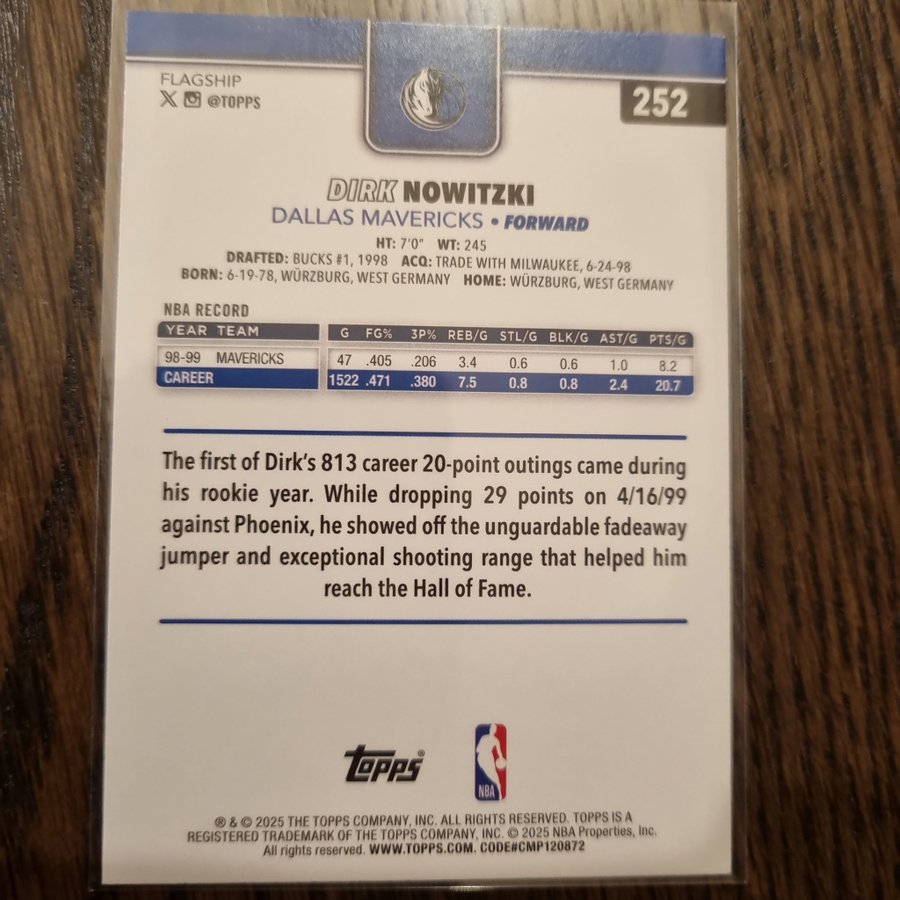 FLAGSHIP
@TOPPS
252
DIRK NOWITZKI
DALLAS MAVERICKS • FORWARD
HT: 7'0" WT: 245
DRAFTED: BUCKS #1, 1998 ACQ: TRADE WITH MILWAUKEE, 6-24-98
BORN: 6-19-78, WÜRZBURG, WEST GERMANY HOME: WÜRZBURG, WEST GERMANY
NBA RECORD
YEAR TEAM G FG% 3P% REB/G STL/G BLK/G AST/G PTS/G
98-99 MAVERICKS 47 .405 .206 3.4 0.6 0.6 1.0 8.2
CAREER 1522 .471 .380 7.5 0.8 0.8 2.4 20.7
The first of Dirk's 813 career 20-point outings came during
his rookie year. While dropping 29 points on 4/16/99
against Phoenix, he showed off the unguardable fadeaway
jumper and exceptional shooting range that helped him
reach the Hall of Fame.
topps®
NBA
® & © 2025 THE TOPPS COMPANY, INC. ALL RIGHTS RESERVED. TOPPS IS A
REGISTERED TRADEMARK OF THE TOPPS COMPANY, INC. © 2025 NBA Properties, Inc.
All rights reserved. WWW.TOPPS.COM. CODE#CMP120872